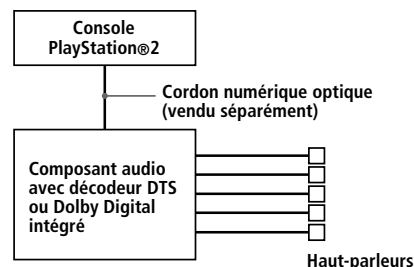 Console
PlayStation®2
Cordon numérique optique
(vendu séparément)
Composant audio
avec décodeur DTS
ou Dolby Digital
intégré
Haut-parleurs